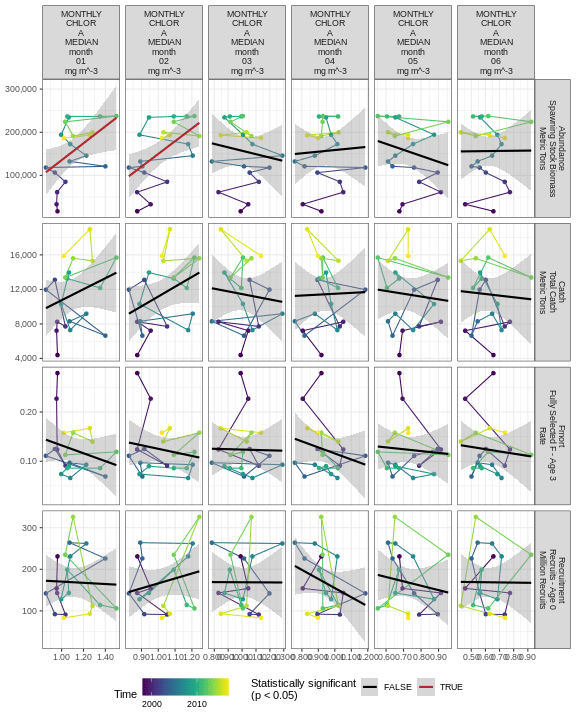 MONTHLY
CHLOR
A
MEDIAN
month
01
mg m^-3
MONTHLY
CHLOR
A
MEDIAN
month
02
mg m^-3
MONTHLY
CHLOR
A
MEDIAN
month
03
mg m^-3
MONTHLY
CHLOR
A
MEDIAN
month
04
mg m^-3
MONTHLY
CHLOR
A
MEDIAN
month
05
mg m^-3
MONTHLY
CHLOR
A
MEDIAN
month
06
mg m^-3
300,000
200,000
100,000
Abundance
Spawning Stock Biomass
Metric Tons
16,000
12,000
8,000
4,000
Catch
Total Catch
Metric Tons
0.20
0.10
Fmort
Fully Selected F - Age 3
Rate
300
200
100
Recruitment
Recruits - Age 0
Million Recruits
1.00 1.20 1.40
Time
2000 2010
Statistically significant
(p < 0.05)
FALSE
TRUE